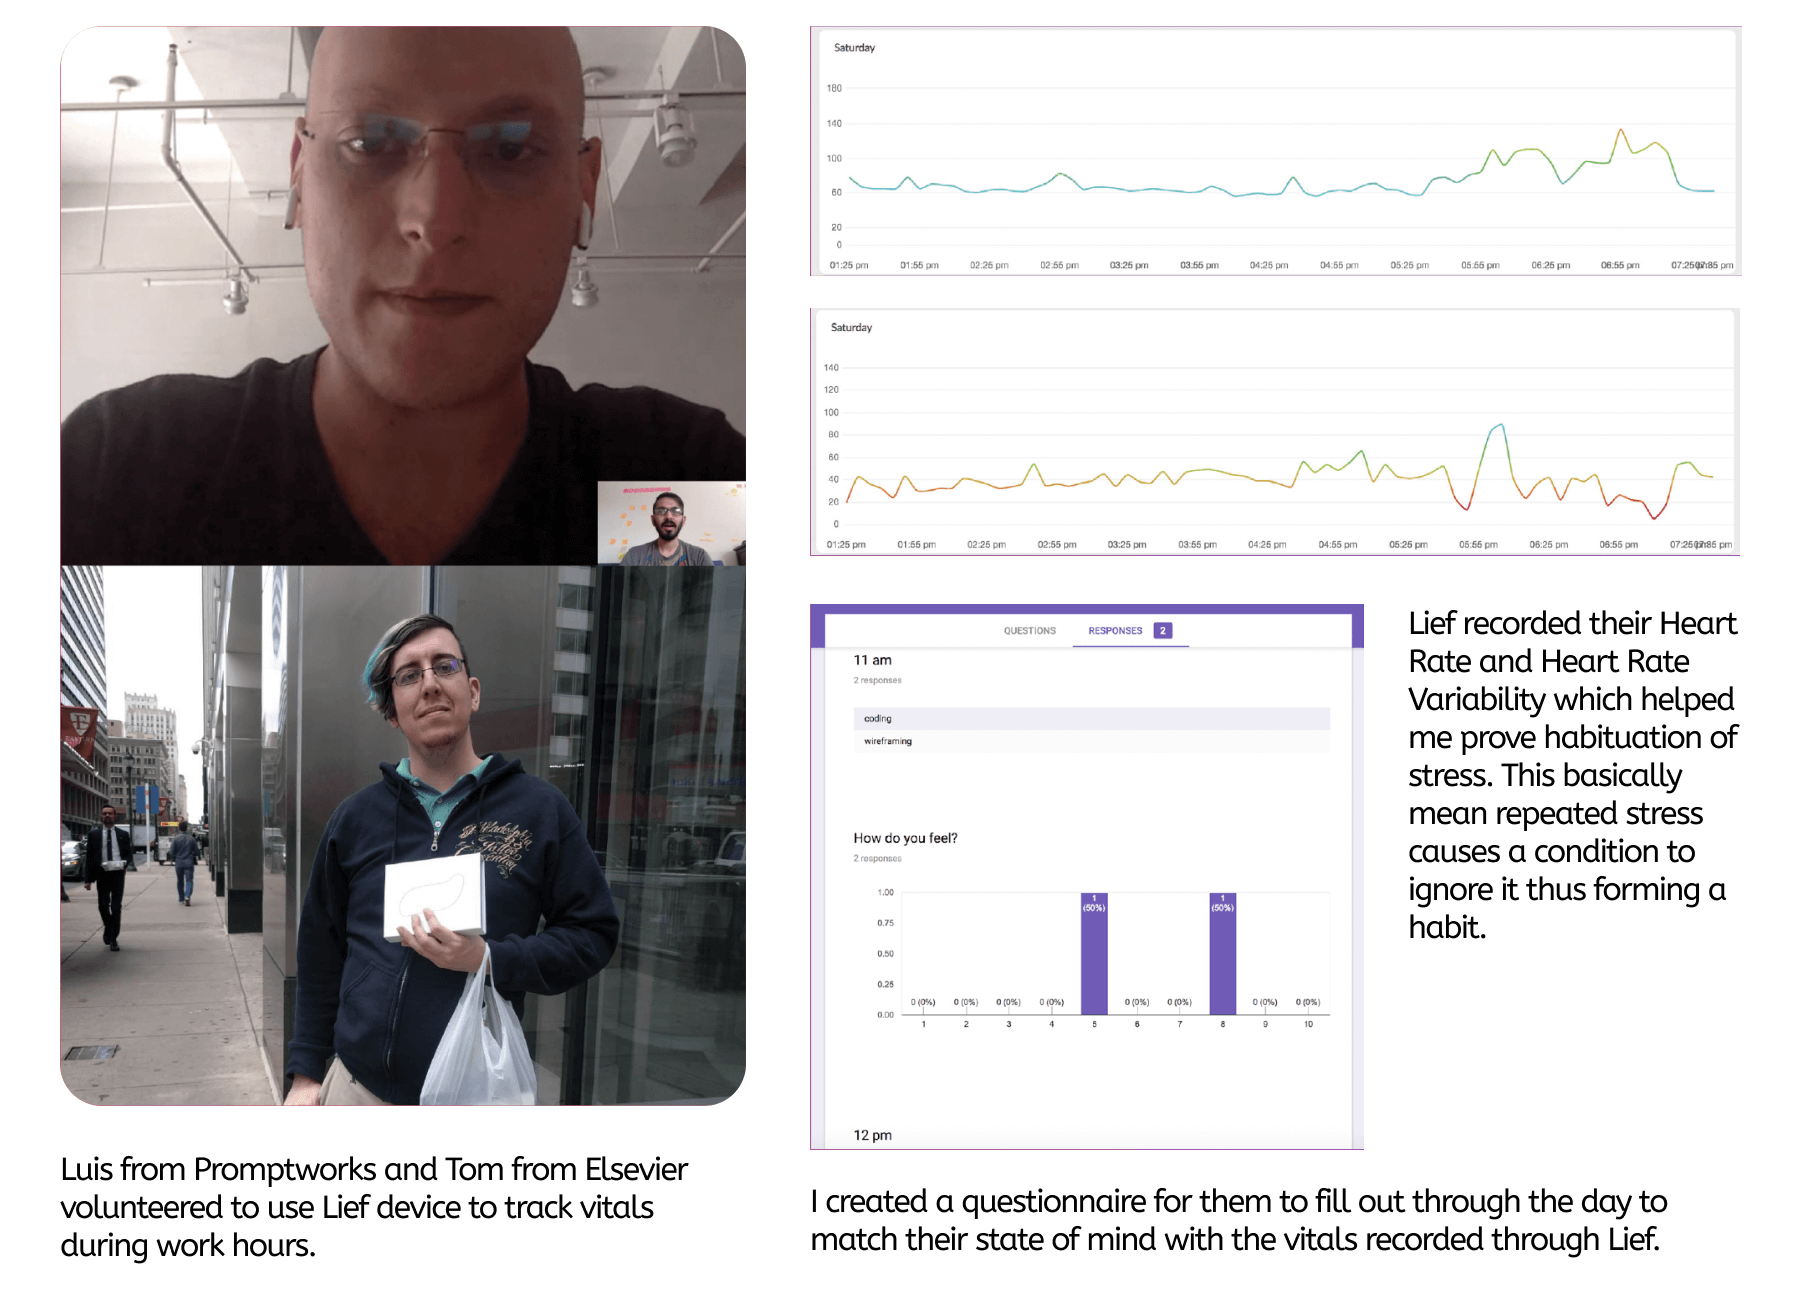 Saturday
180
140
100
60
20
0
01:25 pm 01:55 pm 02:25 pm 02:55 pm 03:25 pm 03:55 pm 04:25 pm 04:55 pm 05:25 pm 05:55 pm 06:25 pm 06:55 pm 07:25 07:35 pm
Saturday
140
120
100
80
60
40
20
0
01:25 pm 01:55 pm 02:25 pm 02:55 pm 03:25 pm 03:55 pm 04:25 pm 04:55 pm 05:25 pm 05:55 pm 06:25 pm 06:55 pm 07:25 07:35 pm
QUESTIONS RESPONSES 2
11 am
2 responses
coding
wireframing
How do you feel?
2 responses
1.00
0.75
0.50
0.25
0.00
1 1
(50%) (50%)
0 (0%) 0 (0%) 0 (0%) 0 (0%) 0 (0%) 0 (0%) 0 (0%) 0 (0%)
1 2 3 4 5 6 7 8 9 10
12 pm
Lief recorded their Heart
Rate and Heart Rate
Variability which helped
me prove habituation of
stress. This basically
mean repeated stress
causes a condition to
ignore it thus forming a
habit.
Luis from Promptworks and Tom from Elsevier
volunteered to use Lief device to track vitals
during work hours.
I created a questionnaire for them to fill out through the day to
match their state of mind with the vitals recorded through Lief.